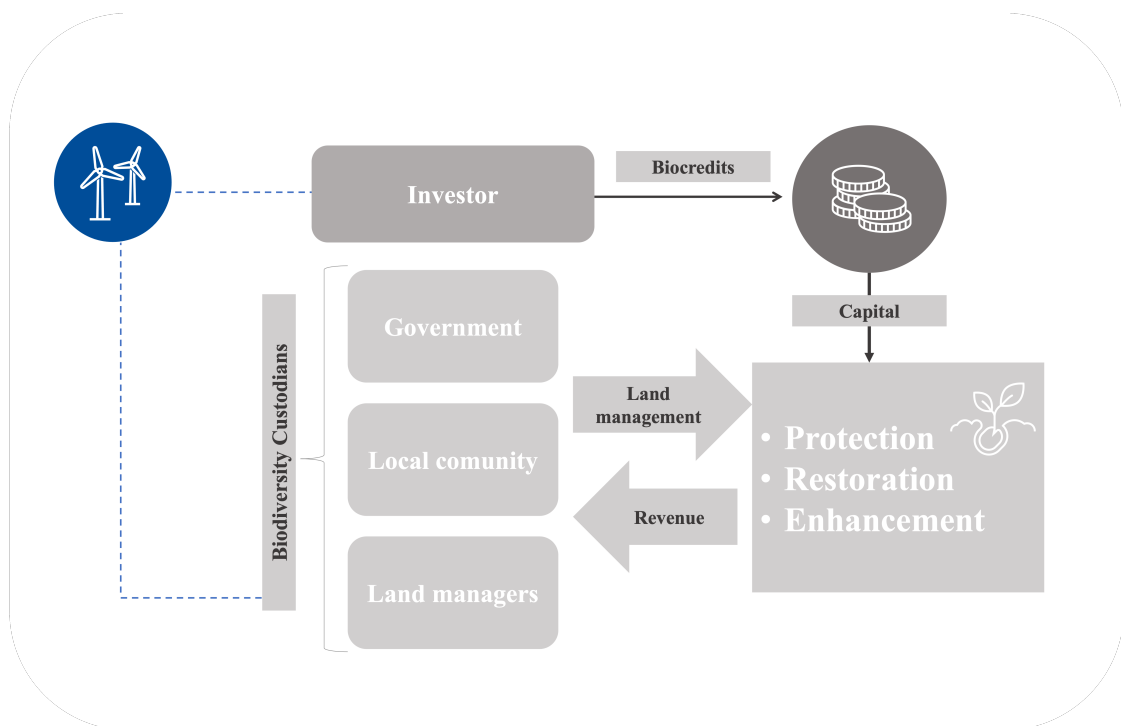 Investor
Biocredits
Capital
Biodiversity Custodians
Government
Local comunity
Land managers
Land
management
Revenue
• Protection
• Restoration
• Enhancement